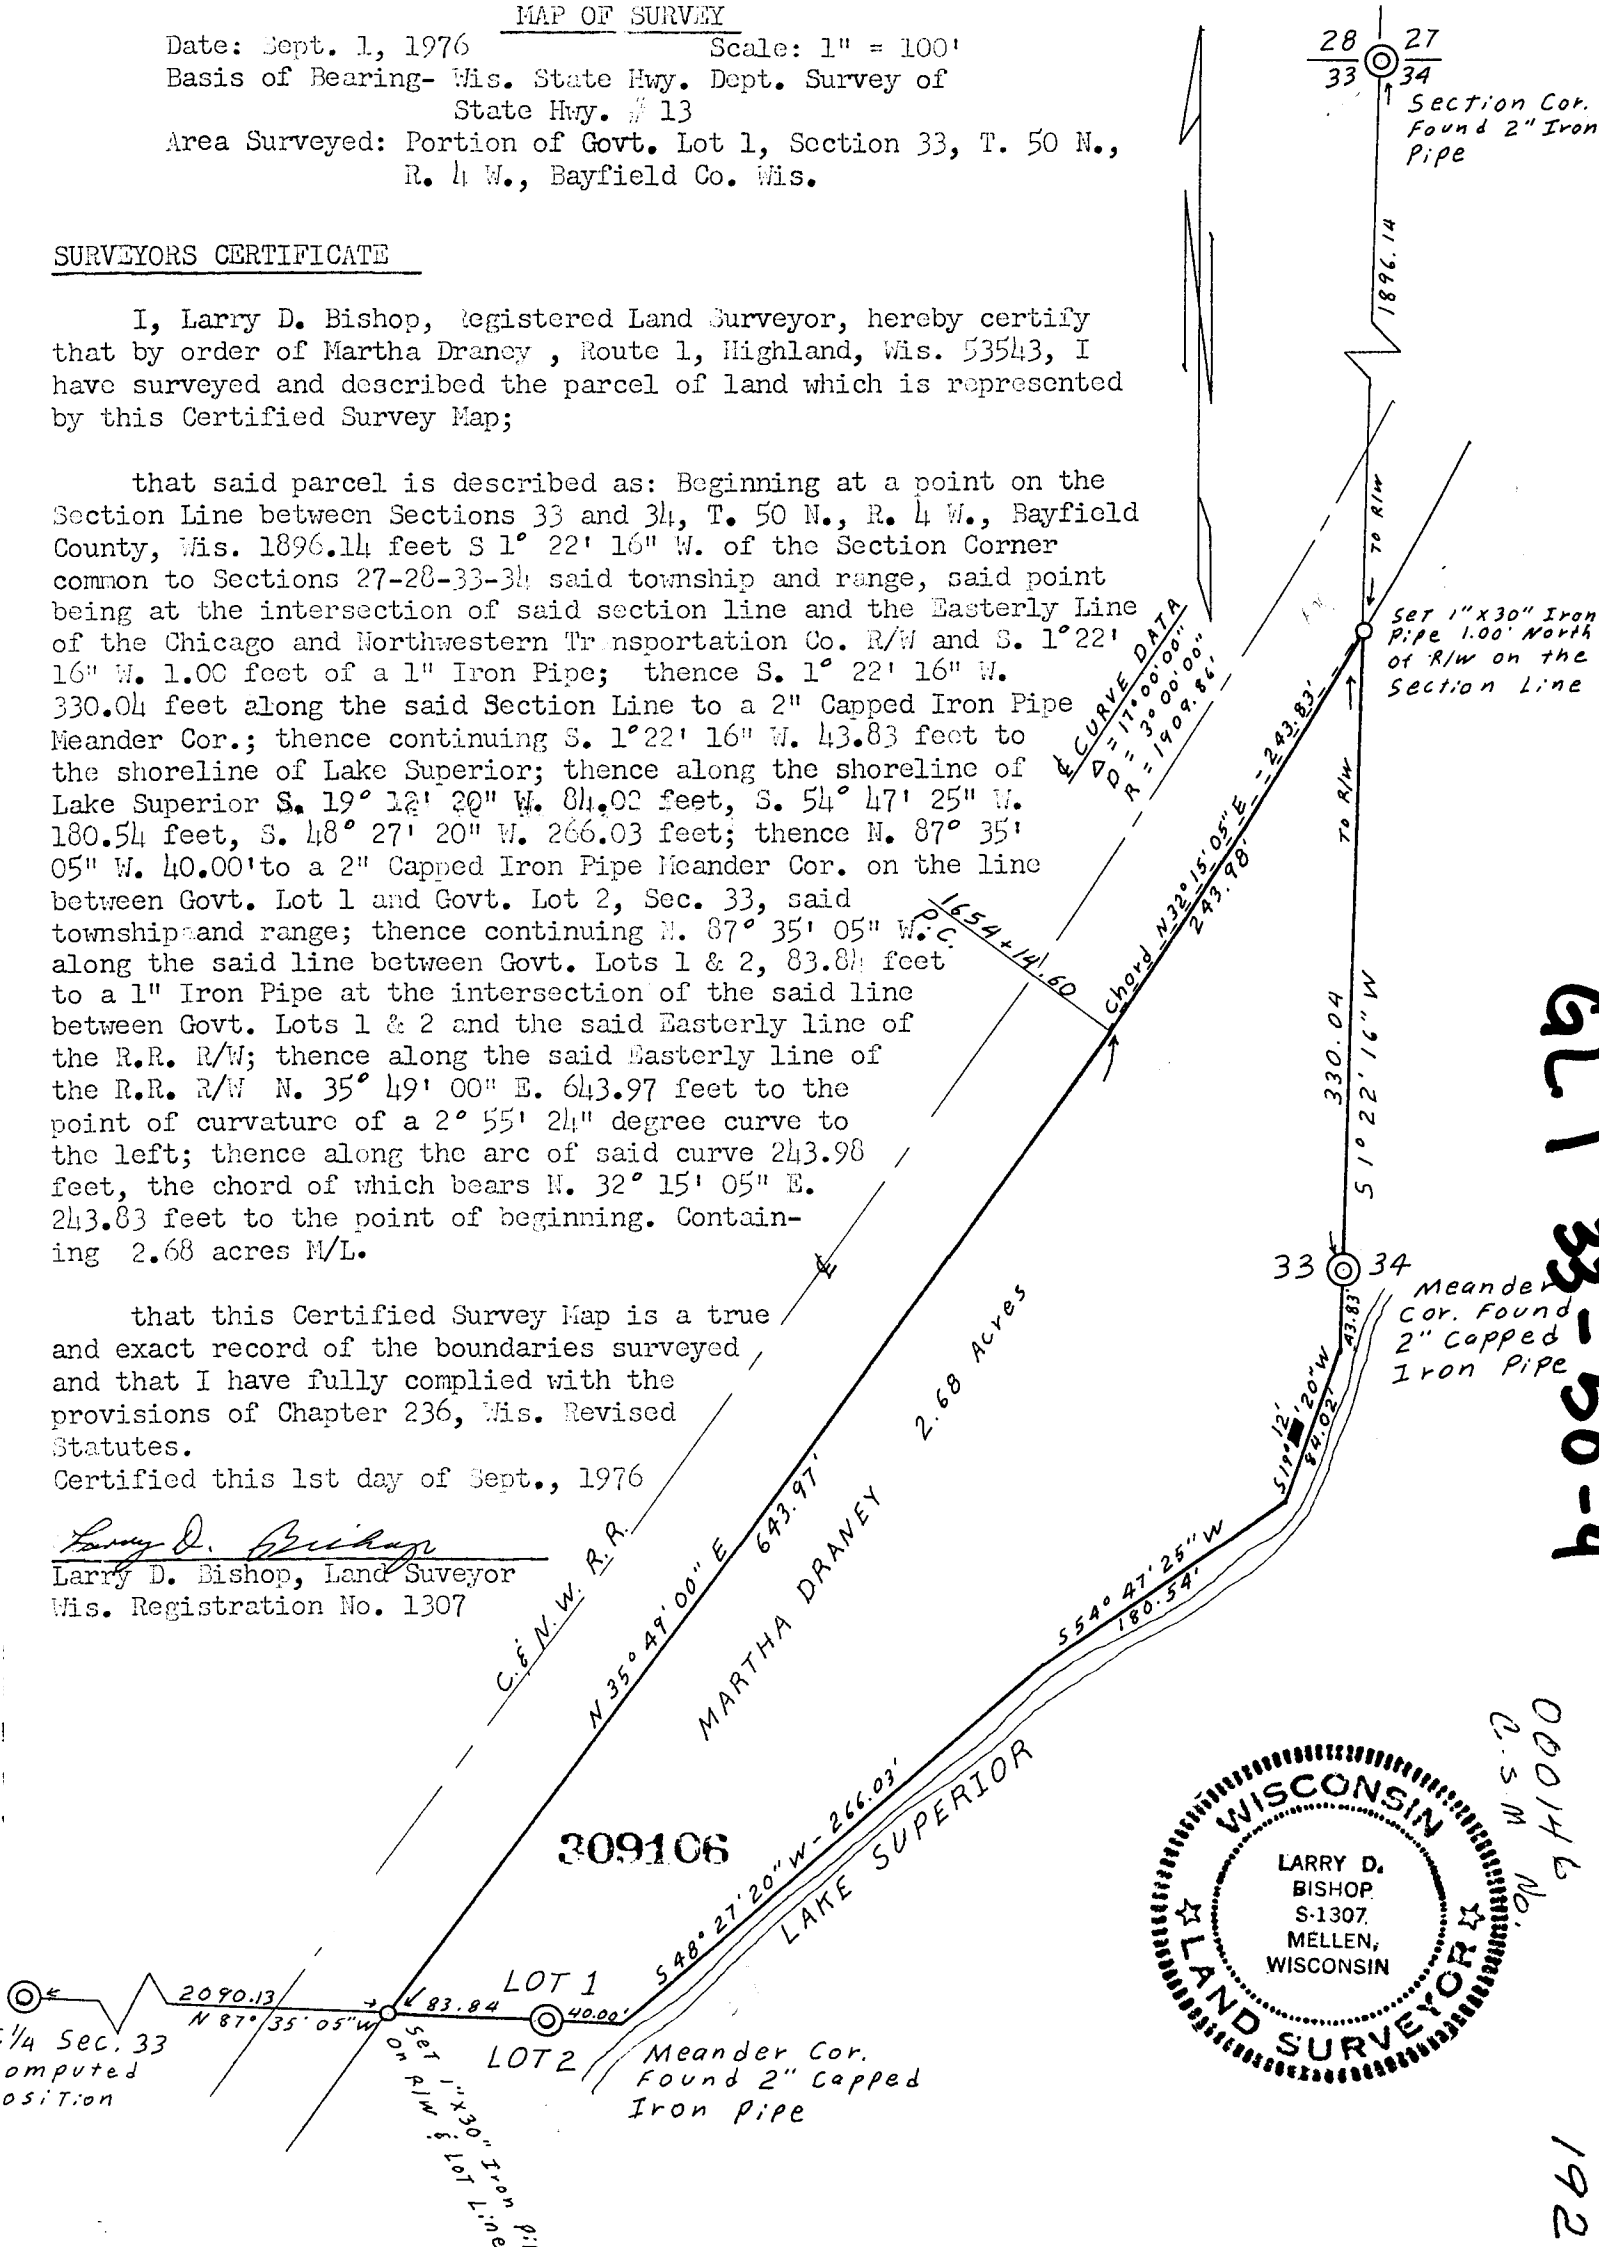 MAP OF SURVEY
Date: Sept. 1, 1976 Scale: 1" = 100'
Basis of Bearing- Wis. State Hwy. Dept. Survey of
State Hwy. # 13
Area Surveyed: Portion of Govt. Lot 1, Section 33, T. 50 N.,
R. 4 W., Bayfield Co. Wis.
SURVEYORS CERTIFICATE
I, Larry D. Bishop, Registered Land Surveyor, hereby certify
that by order of Martha Draney , Route 1, Highland, Wis. 53543, I
have surveyed and described the parcel of land which is represented
by this Certified Survey Map;
that said parcel is described as: Beginning at a point on the
Section Line between Sections 33 and 34, T. 50 N., R. 4 W., Bayfield
County, Wis. 1896.14 feet S 1° 22' 16" W. of the Section Corner
common to Sections 27-28-33-34 said township and range, said point
being at the intersection of said section line and the Easterly Line
of the Chicago and Northwestern Tr nsportation Co. R/W and S. 1°22'
16" W. 1.00 feet of a 1" Iron Pipe; thence S. 1° 22' 16" W.
330.04 feet along the said Section Line to a 2" Capped Iron Pipe
Meander Cor.; thence continuing S. 1°22' 16" W. 43.83 feet to
the shoreline of Lake Superior; thence along the shoreline of
Lake Superior S. 19° 12' 20" W. 84.02 feet, S. 54° 47' 25" W.
180.54 feet, S. 48° 27' 20" W. 266.03 feet; thence N. 87° 35'
05" W. 40.00'to a 2" Capped Iron Pipe Meander Cor. on the line
between Govt. Lot 1 and Govt. Lot 2, Sec. 33, said
township and range; thence continuing N. 87° 35' 05" W.
along the said line between Govt. Lots 1 & 2, 83.84 feet
to a 1" Iron Pipe at the intersection of the said line
between Govt. Lots 1 & 2 and the said Easterly line of
the R.R. R/W; thence along the said Easterly line of
the R.R. R/W N. 35° 49' 00" E. 643.97 feet to the
point of curvature of a 2° 55' 24" degree curve to
the left; thence along the arc of said curve 243.98
feet, the chord of which bears N. 32° 15' 05" E.
243.83 feet to the point of beginning. Contain-
ing 2.68 acres M/L.
that this Certified Survey Map is a true
and exact record of the boundaries surveyed
and that I have fully complied with the
provisions of Chapter 236, Wis. Revised
Statutes.
Certified this 1st day of Sept., 1976
Larry D. Bishop
Larry D. Bishop, Land Suveyor
Wis. Registration No. 1307
28 27
33 34
Section Cor.
Found 2" Iron
Pipe
1896.14
TO R/W
Set 1"x30" Iron
Pipe 1.00' North
of R/W on the
Section Line
℄ CURVE DATA
Δ = 17°00'00"
D = 3°00'00"
R = 1909.86'
Chord N32°15'05"E - 243.83'
243.98'
TO R/W
P.C.
1654+14.60
330.04
S 1° 22' 16" W
33 34
Meander
Cor. Found
2" Capped
Iron Pipe
43.83'
S19° 12' 20" W
84.02'
S54° 47' 25" W
180.54'
S48° 27' 20" W - 266.03'
LAKE SUPERIOR
℄
C. & N. W. R. R.
N 35° 49' 00" E
643.97'
MARTHA DRANEY 2.68 Acres
309106
2090.13
N 87° 35' 05" W
1/4 Sec. 33
omputed
osition
83.84
LOT 1
40.00'
LOT 2
Meander Cor.
Found 2" Capped
Iron Pipe
Set 1"x30" Iron Pi
on R/W & Lot Line
GL 1 33-50-4
000146
C.S.M No.
192
WISCONSIN
LAND SURVEYOR
LARRY D.
BISHOP
S-1307
MELLEN,
WISCONSIN